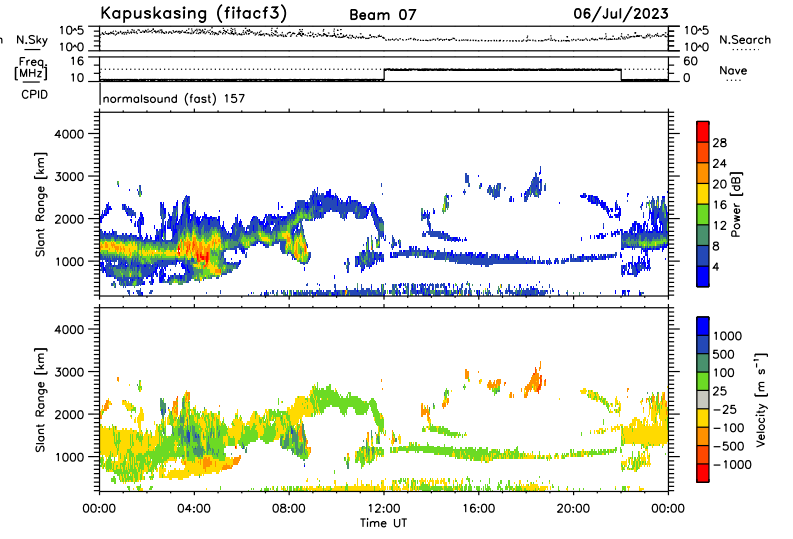 Kapuskasing (fitacf3) Beam 07 06/Jul/2023
N.Sky 10^5 10^0 10^5 10^0 N.Search
Freq. [MHz] 16 10 60 0 Nave
CPID normalsound (fast) 157
4000
3000
2000
1000
Slant Range [km]
28
24
20
16
12
8
4
Power [dB]
4000
3000
2000
1000
Slant Range [km]
1000
500
100
25
−25
−100
−500
−1000
Velocity [m s⁻¹]
00:00 04:00 08:00 12:00 16:00 20:00 00:00
Time UT